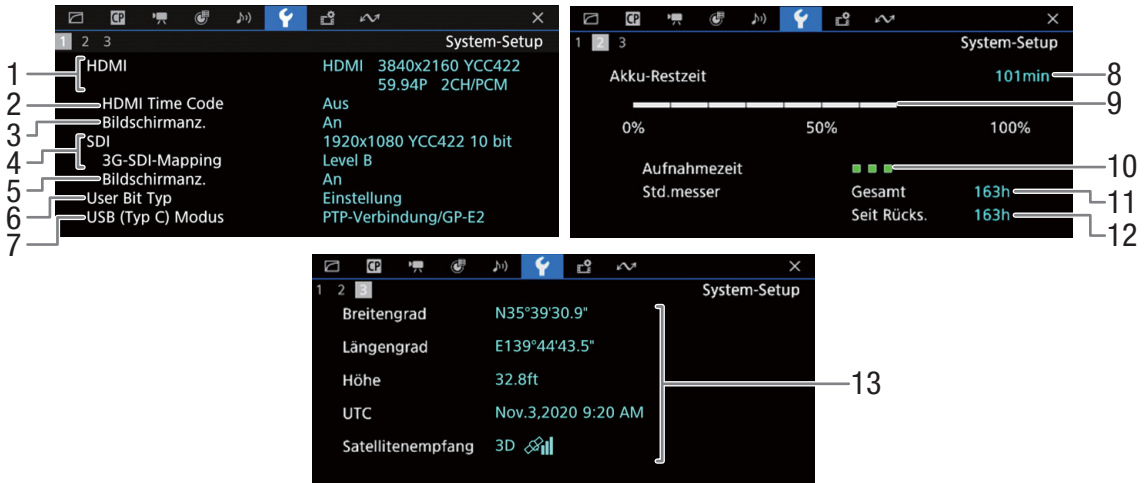 CP
1 2 3 System-Setup
1 HDMI HDMI 3840x2160 YCC422
59.94P 2CH/PCM
2 HDMI Time Code Aus
3 Bildschirmanz. An
4 SDI 1920x1080 YCC422 10 bit
3G-SDI-Mapping Level B
5 Bildschirmanz. An
6 User Bit Typ Einstellung
7 USB (Typ C) Modus PTP-Verbindung/GP-E2
CP
1 2 3 System-Setup
Akku-Restzeit 101min 8
9
0% 50% 100%
Aufnahmezeit 10
Std.messer Gesamt 163h 11
Seit Rücks. 163h 12
CP
1 2 3 System-Setup
Breitengrad N35°39'30.9"
Längengrad E139°44'43.5"
Höhe 32.8ft
13
UTC Nov.3,2020 9:20 AM
Satellitenempfang 3D